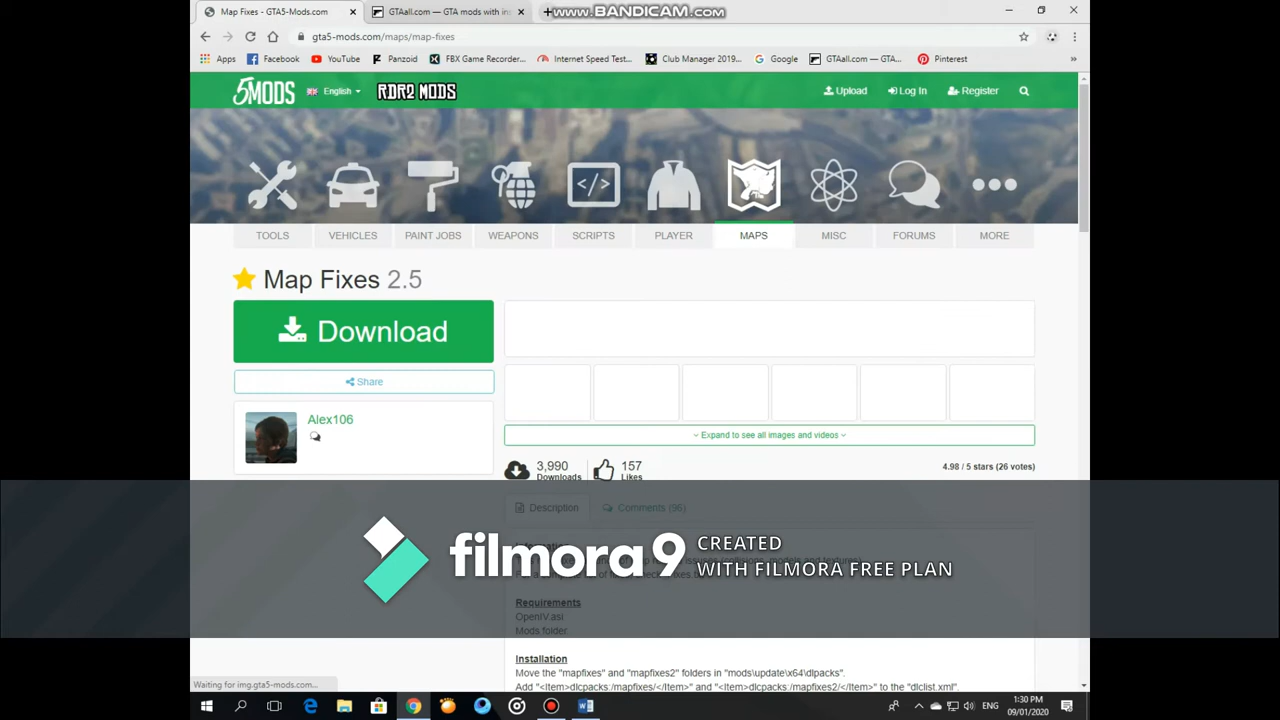 Map Fixes - GTA5-Mods.com
GTAall.com — GTA mods with in
www.BANDICAM.com
gta5-mods.com/maps/map-fixes
Apps
Facebook
YouTube
Panzoid
FBX Game Recorder...
Internet Speed Test...
Club Manager 2019...
Google
GTAall.com — GTA...
Pinterest
5MODS
English
RDR2 MODS
Upload
Log In
Register
TOOLS
VEHICLES
PAINT JOBS
WEAPONS
SCRIPTS
PLAYER
MAPS
MISC
FORUMS
MORE
Map Fixes 2.5
Download
Share
Alex106
Expand to see all images and videos
3,990
Downloads
157
Likes
4.98 / 5 stars (26 votes)
Description
Comments (96)
filmora9 CREATED
WITH FILMORA FREE PLAN
Requirements
OpenIV.asi
Mods folder.
Installation
Move the "mapfixes" and "mapfixes2" folders in "mods\update\x64\dlpacks".
Add "<Item>dlcpacks:/mapfixes/</Item>" and "<Item>dlcpacks:/mapfixes2/</Item>" to the "dlclist.xml".
Waiting for img.gta5-mods.com...
ENG
1:30 PM
09/01/2020